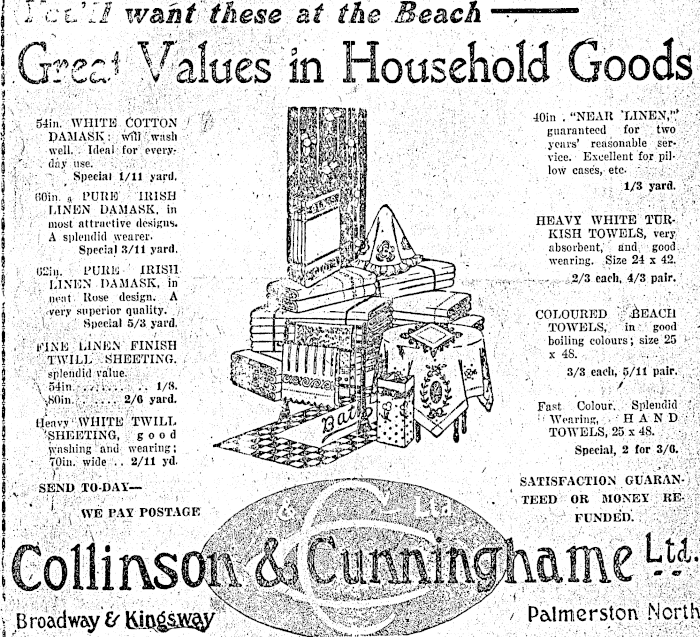 You'll want these at the Beach
Great Values in Household Goods
54in. WHITE COTTON
DAMASK; will wash
well. Ideal for every-
day use.
Special 1/11 yard.
60in. PURE IRISH
LINEN DAMASK, in
most attractive designs.
A splendid wearer.
Special 3/11 yard.
62in. PURE IRISH
LINEN DAMASK, in
neat Rose design. A
very superior quality.
Special 5/3 yard.
FINE LINEN FINISH
TWILL SHEETING,
splendid value.
54in. .. 1/8.
80in. 2/6 yard.
Heavy WHITE TWILL
SHEETING, good
washing and wearing;
70in. wide .. 2/11 yd.
SEND TO-DAY—
WE PAY POSTAGE
Bath
40in. "NEAR LINEN,"
guaranteed for two
years' reasonable ser-
vice. Excellent for pil-
low cases, etc.
1/3 yard.
HEAVY WHITE TUR-
KISH TOWELS, very
absorbent, and good
wearing. Size 24 x 42.
2/3 each, 4/3 pair.
COLOURED BEACH
TOWELS, in good
boiling colours; size 25
x 48.
3/3 each, 5/11 pair.
Fast Colour, Splendid
Wearing, HAND
TOWELS, 25 x 48.
Special, 2 for 3/6.
SATISFACTION GUARAN-
TEED OR MONEY RE-
FUNDED.
& Ltd
Collinson & Cunninghame Ltd.
Broadway & Kingsway
Palmerston North